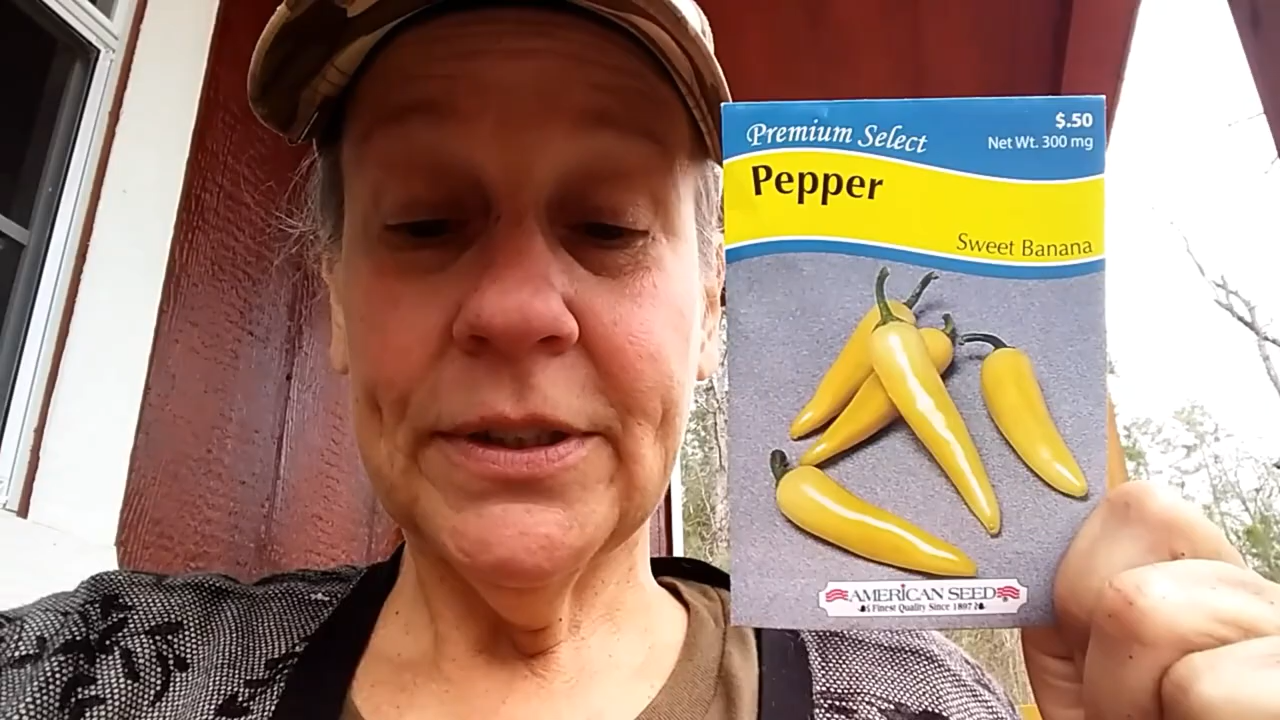 Premium Select
$.50
Net Wt. 300 mg
Pepper
Sweet Banana
AMERICAN SEED
Finest Quality Since 1897